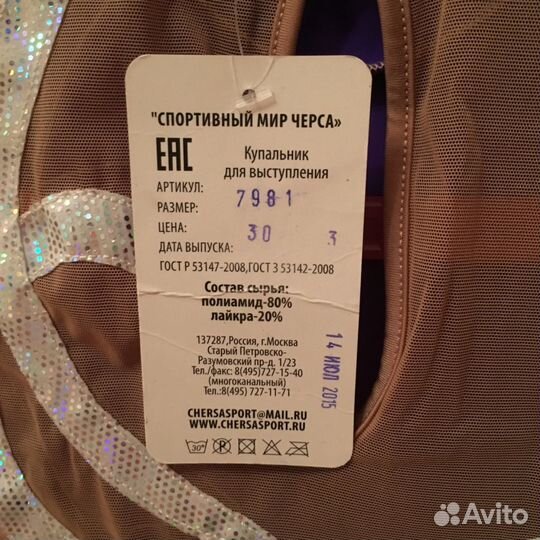 "СПОРТИВНЫЙ МИР ЧЕРСА»
ЕАС
Купальник
для выступления
АРТИКУЛ:
7981
РАЗМЕР:
ЦЕНА:
30 3
ДАТА ВЫПУСКА:
ГОСТ Р 53147-2008,ГОСТ 3 53142-2008
Состав сырья:
полиамид-80%
лайкра-20%
137287,Россия, г.Москва
Старый Петровско-
Разумовский пр-д. 1/23
Тел./факс: 8(495)727-15-40
(многоканальный)
Тел.:8(495) 727-11-71
CHERSASPORT@MAIL.RU
WWW.CHERSASPORT.RU
30°
14 ИЮЛ 2015
Avito